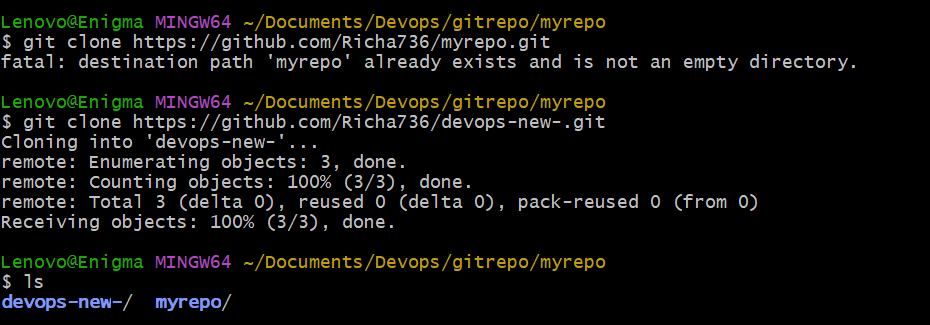 Lenovo@Enigma MINGW64 ~/Documents/Devops/gitrepo/myrepo
$ git clone https://github.com/Richa736/myrepo.git
fatal: destination path 'myrepo' already exists and is not an empty directory.
Lenovo@Enigma MINGW64 ~/Documents/Devops/gitrepo/myrepo
$ git clone https://github.com/Richa736/devops-new-.git
Cloning into 'devops-new-'...
remote: Enumerating objects: 3, done.
remote: Counting objects: 100% (3/3), done.
remote: Total 3 (delta 0), reused 0 (delta 0), pack-reused 0 (from 0)
Receiving objects: 100% (3/3), done.
Lenovo@Enigma MINGW64 ~/Documents/Devops/gitrepo/myrepo
$ ls
devops-new-/  myrepo/